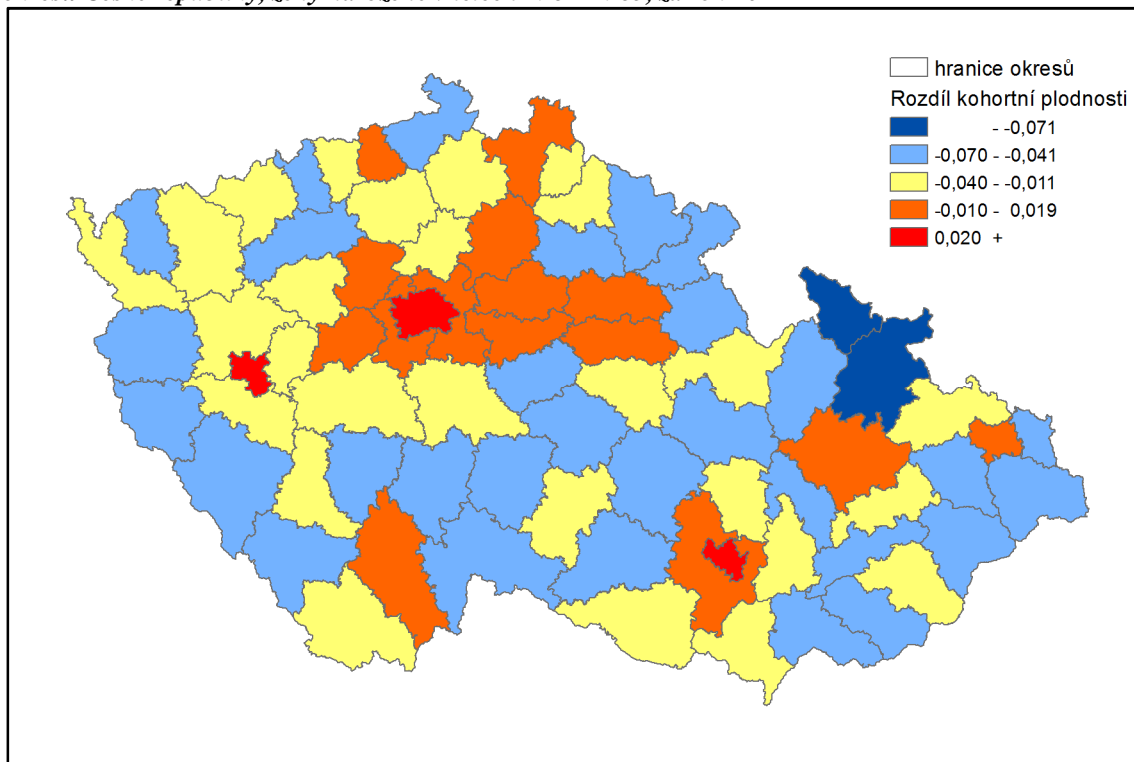 hranice okresů
Rozdíl kohortní plodnosti
- -0,071
-0,070 - -0,041
-0,040 - -0,011
-0,010 - 0,019
0,020 +